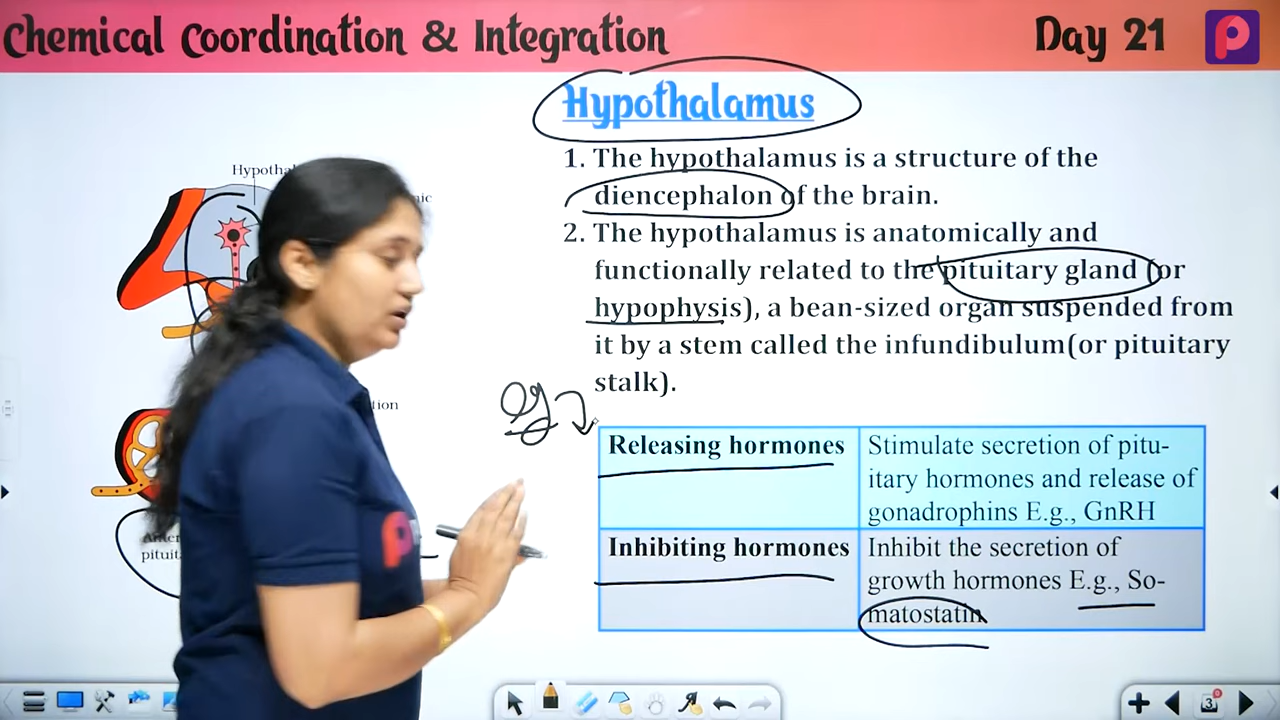 Chemical Coordination & Integration
Day 21
Hypothalamus
1. The hypothalamus is a structure of the
diencephalon of the brain.
2. The hypothalamus is anatomically and
functionally related to the pituitary gland (or
hypophysis), a bean-sized organ suspended from
it by a stem called the infundibulum(or pituitary
stalk).
eg
Releasing hormones
Stimulate secretion of pitu-
itary hormones and release of
gonadrophins E.g., GnRH
Inhibiting hormones
Inhibit the secretion of
growth hormones E.g., So-
matostatin
3